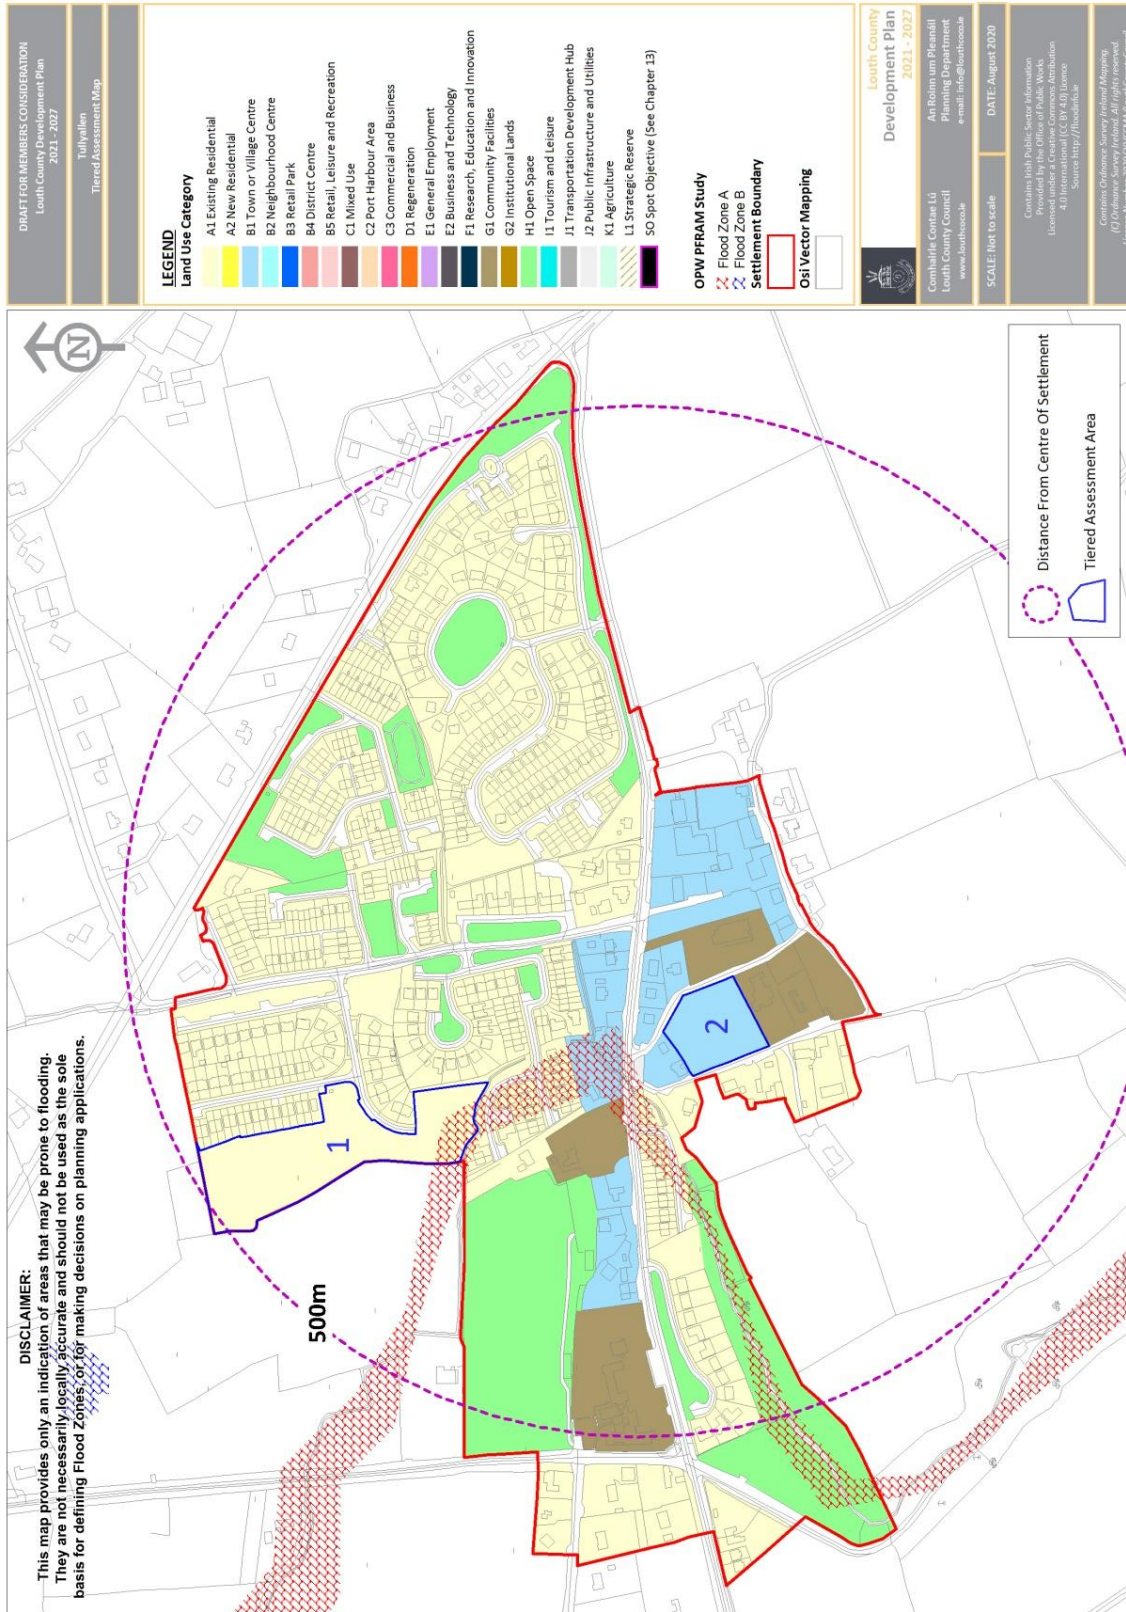 DISCLAIMER:
This map provides only an indication of areas that may be prone to flooding.
They are not necessarily locally accurate and should not be used as the sole
basis for defining Flood Zones, or for making decisions on planning applications.
N
500m
1
2
Distance From Centre Of Settlement
Tiered Assessment Area
DRAFT FOR MEMBERS CONSIDERATION
Louth County Development Plan
2021 - 2027
Tullyallen
Tiered Assessment Map
LEGEND
Land Use Category
A1 Existing Residential
A2 New Residential
B1 Town or Village Centre
B2 Neighbourhood Centre
B3 Retail Park
B4 District Centre
B5 Retail, Leisure and Recreation
C1 Mixed Use
C2 Port Harbour Area
C3 Commercial and Business
D1 Regeneration
E1 General Employment
E2 Business and Technology
F1 Research, Education and Innovation
G1 Community Facilities
G2 Institutional Lands
H1 Open Space
I1 Tourism and Leisure
J1 Transportation Development Hub
J2 Public Infrastructure and Utilities
K1 Agriculture
L1 Strategic Reserve
SO Spot Objective (See Chapter 13)
OPW PFRAM Study
Flood Zone A
Flood Zone B
Settlement Boundary
Osi Vector Mapping
Louth County
Development Plan
2021 - 2027
Comhairle Contae Lú
Louth County Council
www.louthcoco.ie
An Roinn um Pleanáil
Planning Department
e-mail: info@louthcoco.ie
SCALE: Not to scale
DATE: August 2020
Contains Irish Public Sector Information
Provided by the Office of Public Works
Licensed under a Creative Commons Attribution
4.0 International (CC BY 4.0) Licence
Source http://floodinfo.ie
Contains Ordnance Survey Ireland Mapping.
(C) Ordnance Survey Ireland. All rights reserved.